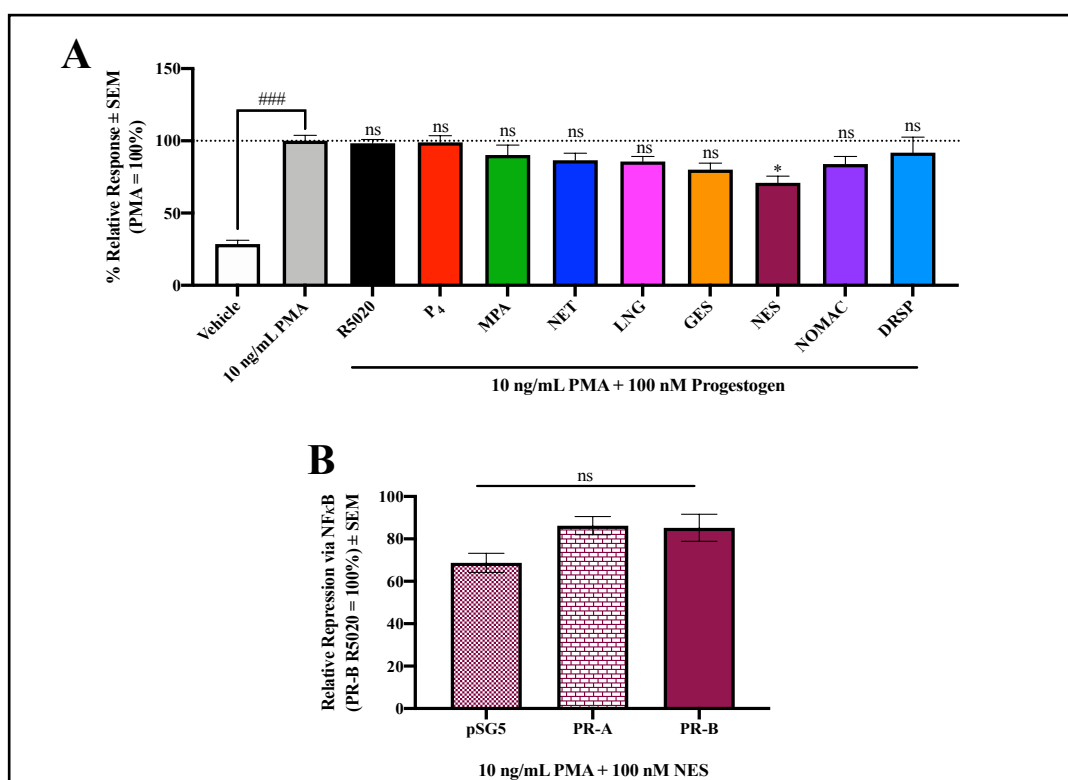 A
% Relative Response ± SEM
(PMA = 100%)
150
100
50
0
###
ns
ns
ns
ns
ns
ns
*
ns
ns
Vehicle
10 ng/mL PMA
R5020
P4
MPA
NET
LNG
GES
NES
NOMAC
DRSP
10 ng/mL PMA + 100 nM Progestogen
B
Relative Repression via NFκB
(PR-B R5020 = 100%) ± SEM
100
80
60
40
20
0
ns
pSG5
PR-A
PR-B
10 ng/mL PMA + 100 nM NES